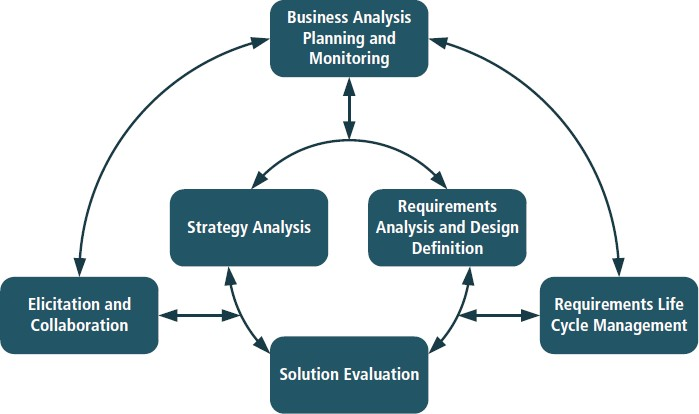 Business Analysis
Planning and
Monitoring
Strategy Analysis
Requirements
Analysis and Design
Definition
Elicitation and
Collaboration
Requirements Life
Cycle Management
Solution Evaluation